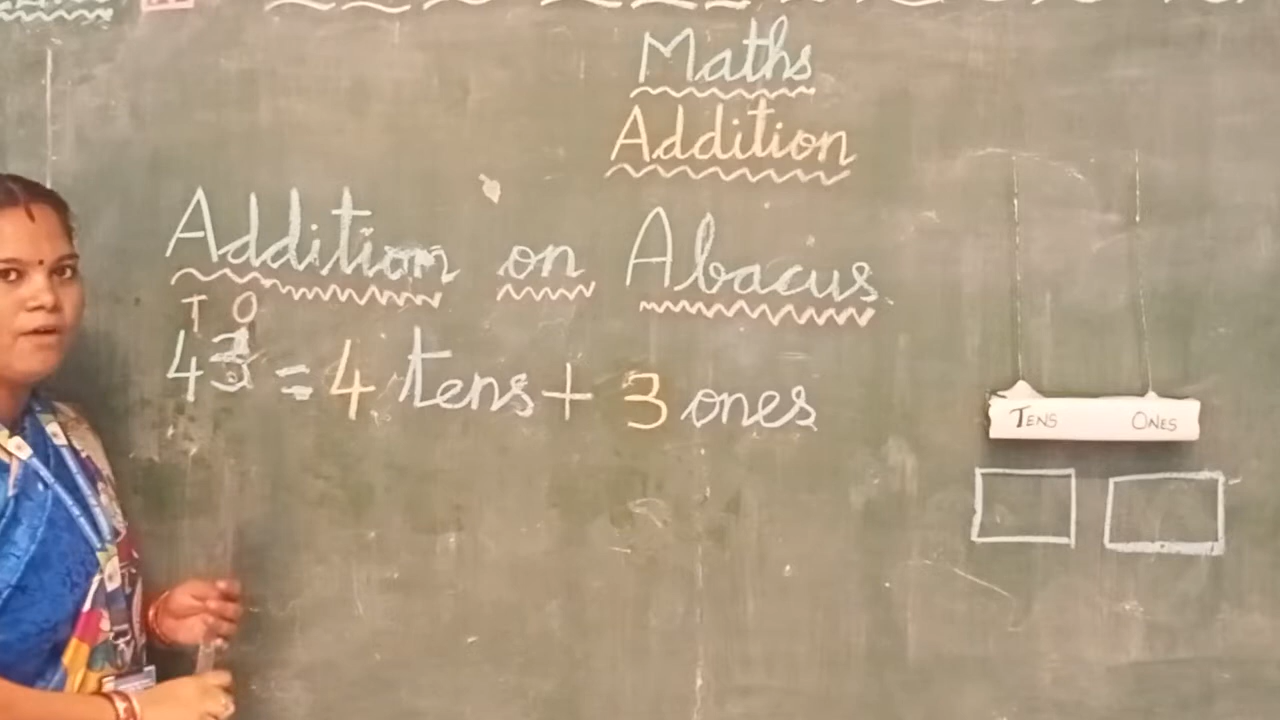 Maths
Addition
Addition on Abacus
T O
43 = 4 tens + 3 ones
TENS ONES